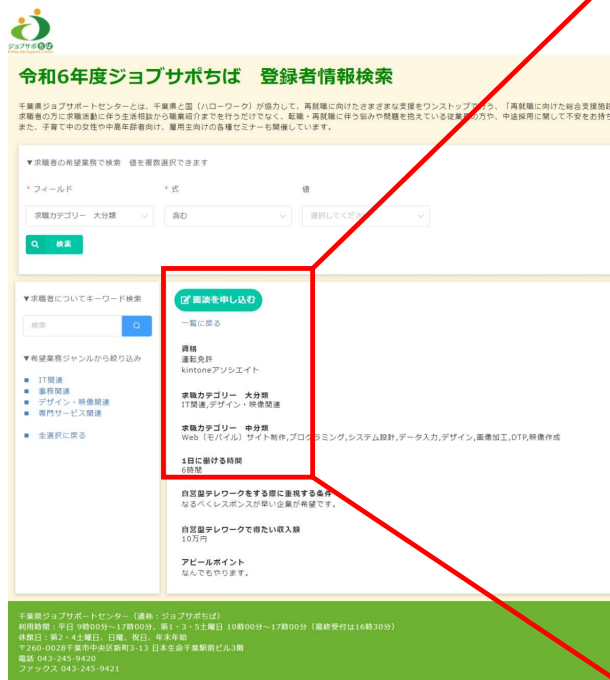 ジョブサポちば
令和6年度ジョブサポちば　登録者情報検索
千葉県ジョブサポートセンターとは、千葉県と国（ハローワーク）が協力して、再就職に向けたさまざまな支援をワンストップで行う、「再就職に向けた総合支援施設
求職者の方に求職活動に伴う生活相談から職業紹介までを行うだけでなく、転職・再就職に伴う悩みや問題を抱えている従業員の方や、中途採用に関して不安をお持ち
また、子育て中の女性や中高年齢者向け、雇用主向けの各種セミナーも開催しています。
▼求職者の希望業務で検索　値を複数選択できます
* フィールド
* 式
値
求職カテゴリー　大分類
含む
選択してください
検索
▼求職者についてキーワード検索
検索
▼希望業務ジャンルから絞り込み
■ IT関連
■ 事務関連
■ デザイン・映像関連
■ 専門サービス関連
■ 全選択に戻る
面談を申し込む
一覧に戻る
資格
運転免許
kintoneアソシエイト
求職カテゴリー　大分類
IT関連,デザイン・映像関連
求職カテゴリー　中分類
Web（モバイル）サイト制作,プログラミング,システム設計,データ入力,デザイン,画像加工,DTP,映像作成
1日に働ける時間
6時間
自営型テレワークをする際に重視する条件
なるべくレスポンスが早い企業が希望です。
自営型テレワークで得たい収入額
10万円
アピールポイント
なんでもやります。
千葉県ジョブサポートセンター（通称：ジョブサポちば）
利用時間：平日 9時00分～17時00分、第1・3・5土曜日 10時00分～17時00分（最終受付は16時30分）
休館日：第2・4土曜日、日曜、祝日、年末年始
〒260-0028千葉市中央区新町3-13 日本生命千葉駅前ビル3階
電話 043-245-9420
ファックス 043-245-9421